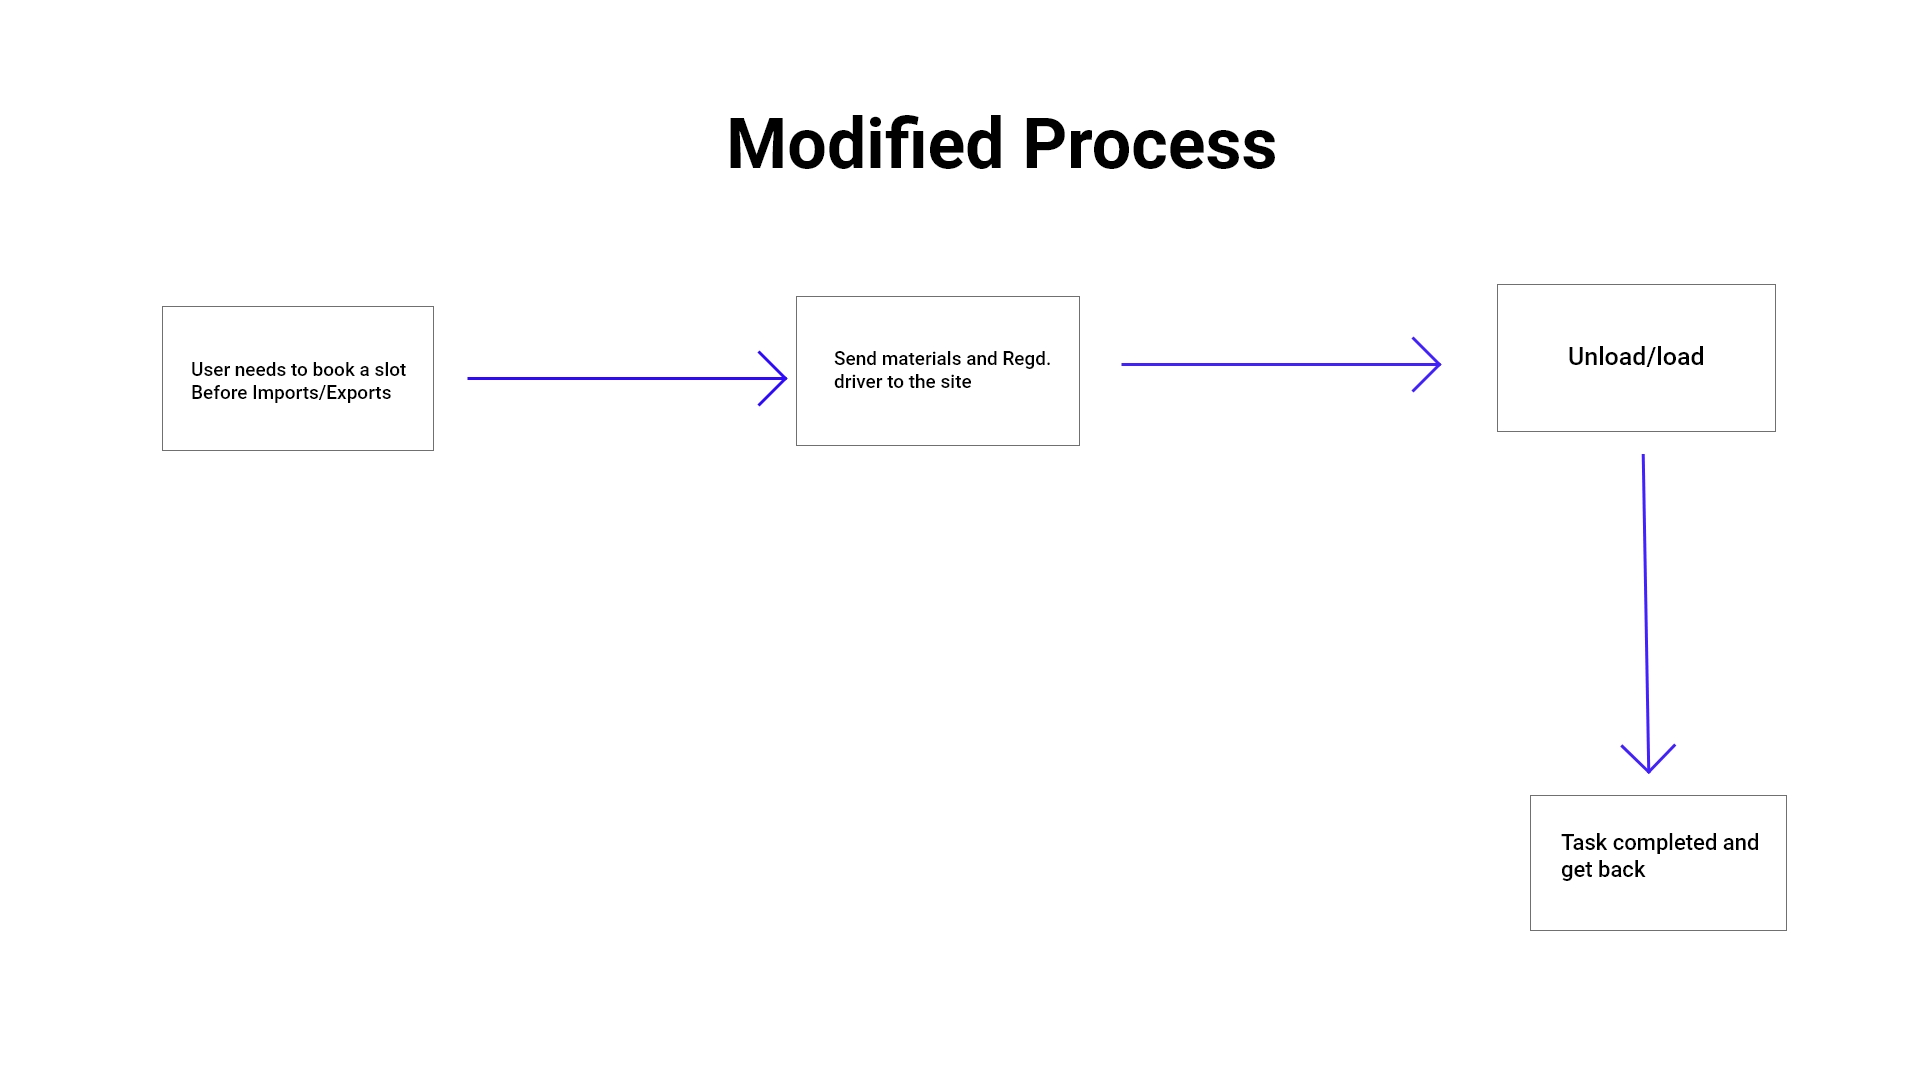 Modified Process
User needs to book a slot
Before Imports/Exports
Send materials and Regd.
driver to the site
Unload/load
Task completed and
get back